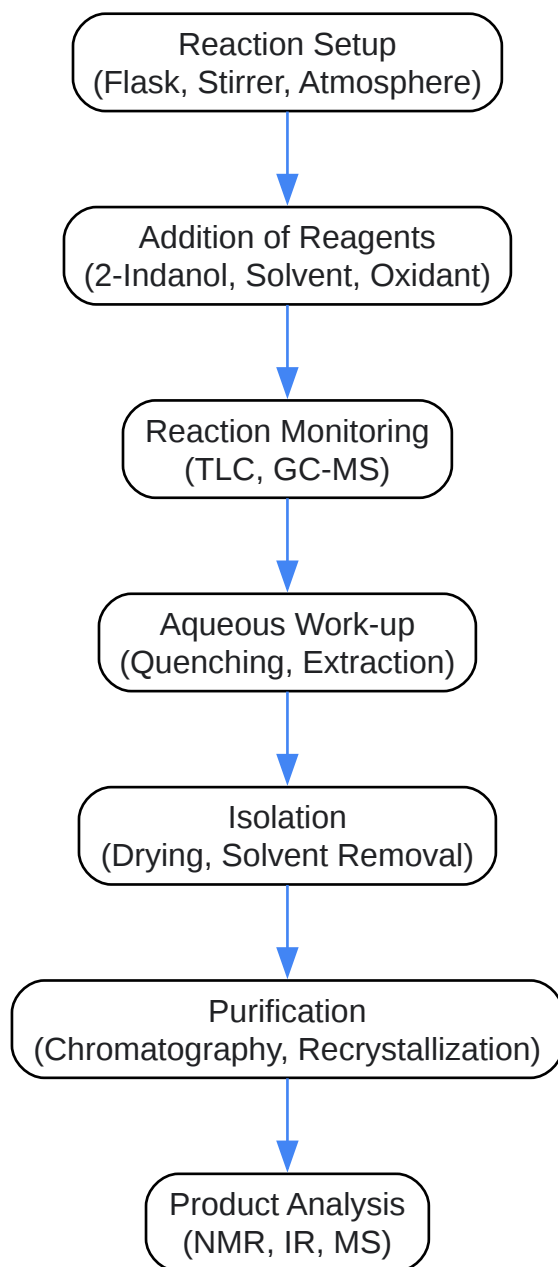 Reaction Setup
(Flask, Stirrer, Atmosphere)
Addition of Reagents
(2-Indanol, Solvent, Oxidant)
Reaction Monitoring
(TLC, GC-MS)
Aqueous Work-up
(Quenching, Extraction)
Isolation
(Drying, Solvent Removal)
Purification
(Chromatography, Recrystallization)
Product Analysis
(NMR, IR, MS)